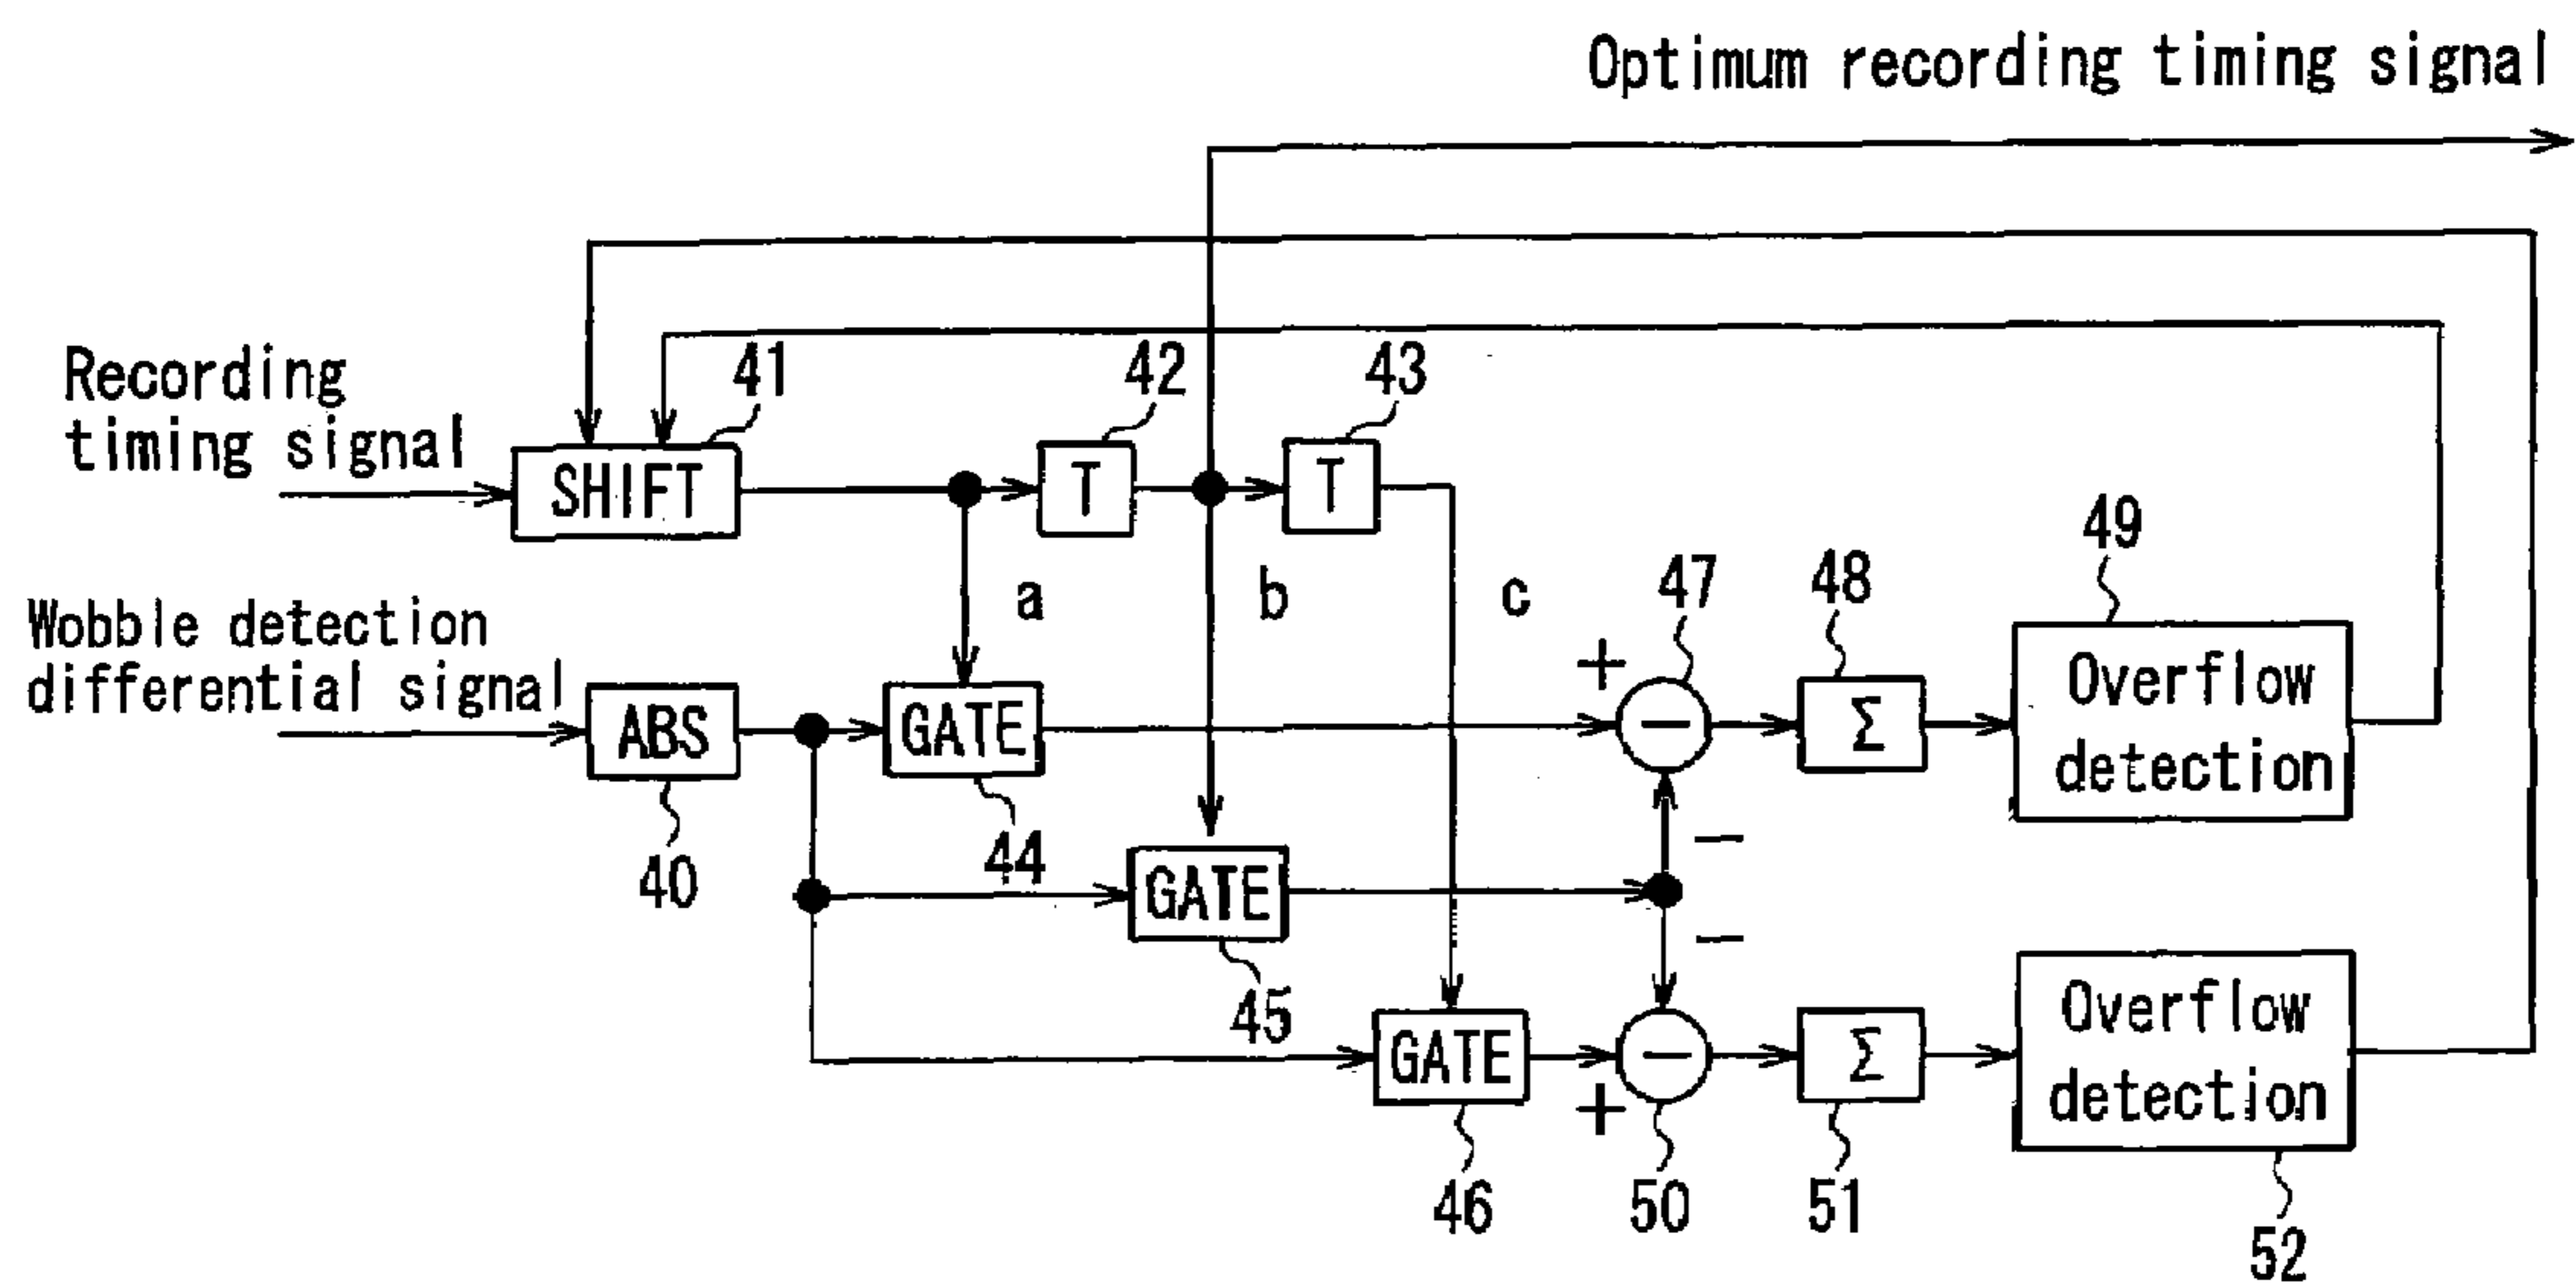 Optimum recording timing signal
Recording
timing signal
41
42
43
SHIFT
T
T
49
Wobble detection
differential signal
a
b
c
47
48
+
ABS
GATE
−
Σ
Overflow
detection
40
44
−
GATE
−
45
GATE
−
+
Σ
Overflow
detection
46
50
51
52